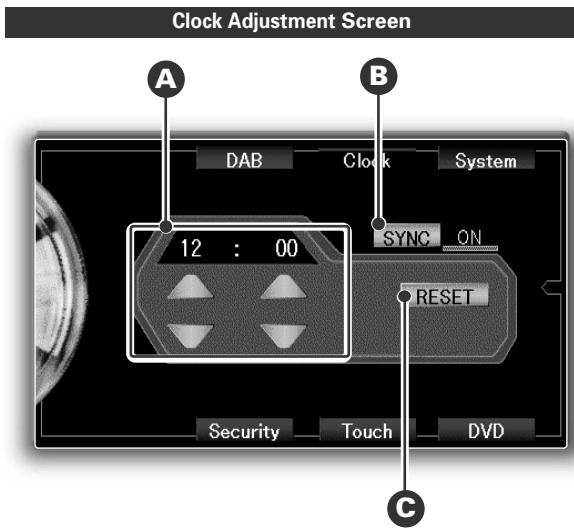 Clock Adjustment Screen
A
B
DAB
Clock
System
12 : 00
SYNC
ON
RESET
Security
Touch
DVD
C